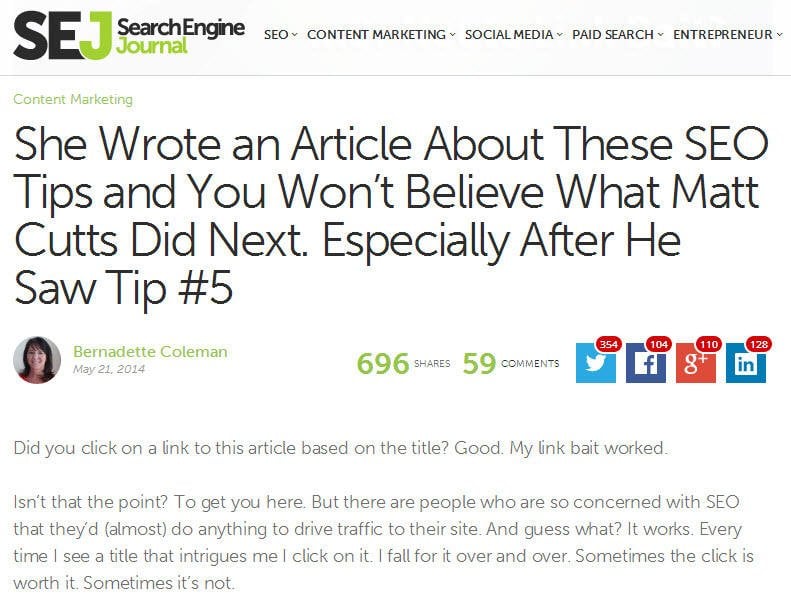 SEJ Search Engine Journal
SEO CONTENT MARKETING SOCIAL MEDIA PAID SEARCH ENTREPRENEUR
Content Marketing
She Wrote an Article About These SEO
Tips and You Won't Believe What Matt
Cutts Did Next. Especially After He
Saw Tip #5
Bernadette Coleman
May 21, 2014
696 SHARES 59 COMMENTS
354 104 110 128
g+ in
Did you click on a link to this article based on the title? Good. My link bait worked.
Isn't that the point? To get you here. But there are people who are so concerned with SEO
that they'd (almost) do anything to drive traffic to their site. And guess what? It works. Every
time I see a title that intrigues me I click on it. I fall for it over and over. Sometimes the click is
worth it. Sometimes it's not.